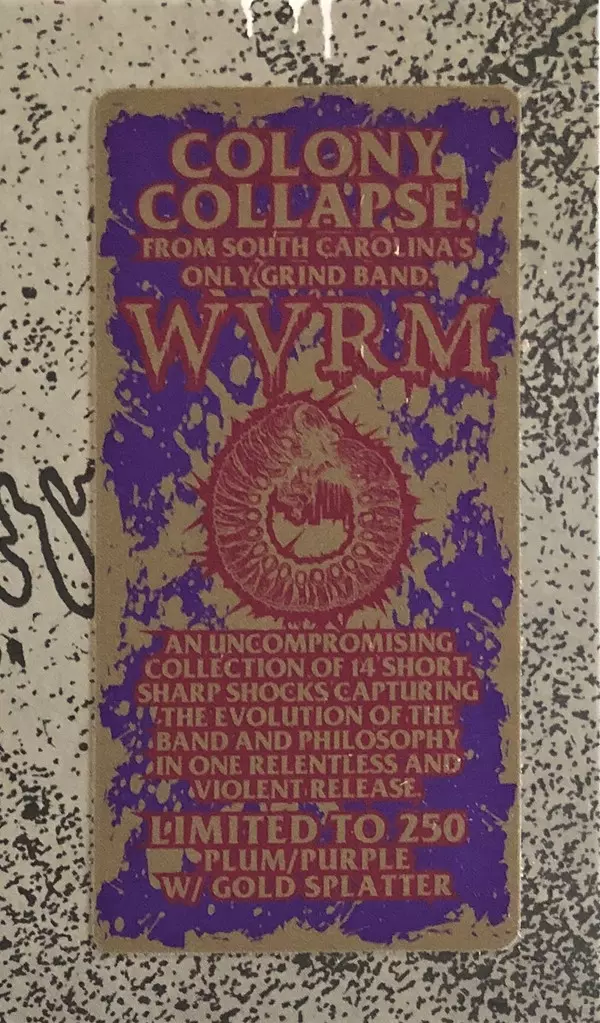 COLONY
COLLAPSE.
FROM SOUTH CAROLINA'S
ONLY GRIND BAND.
WVRM
AN UNCOMPROMISING
COLLECTION OF 14 SHORT,
SHARP SHOCKS CAPTURING
THE EVOLUTION OF THE
BAND AND PHILOSOPHY
IN ONE RELENTLESS AND
VIOLENT RELEASE.
LIMITED TO 250
PLUM/PURPLE
W/ GOLD SPLATTER